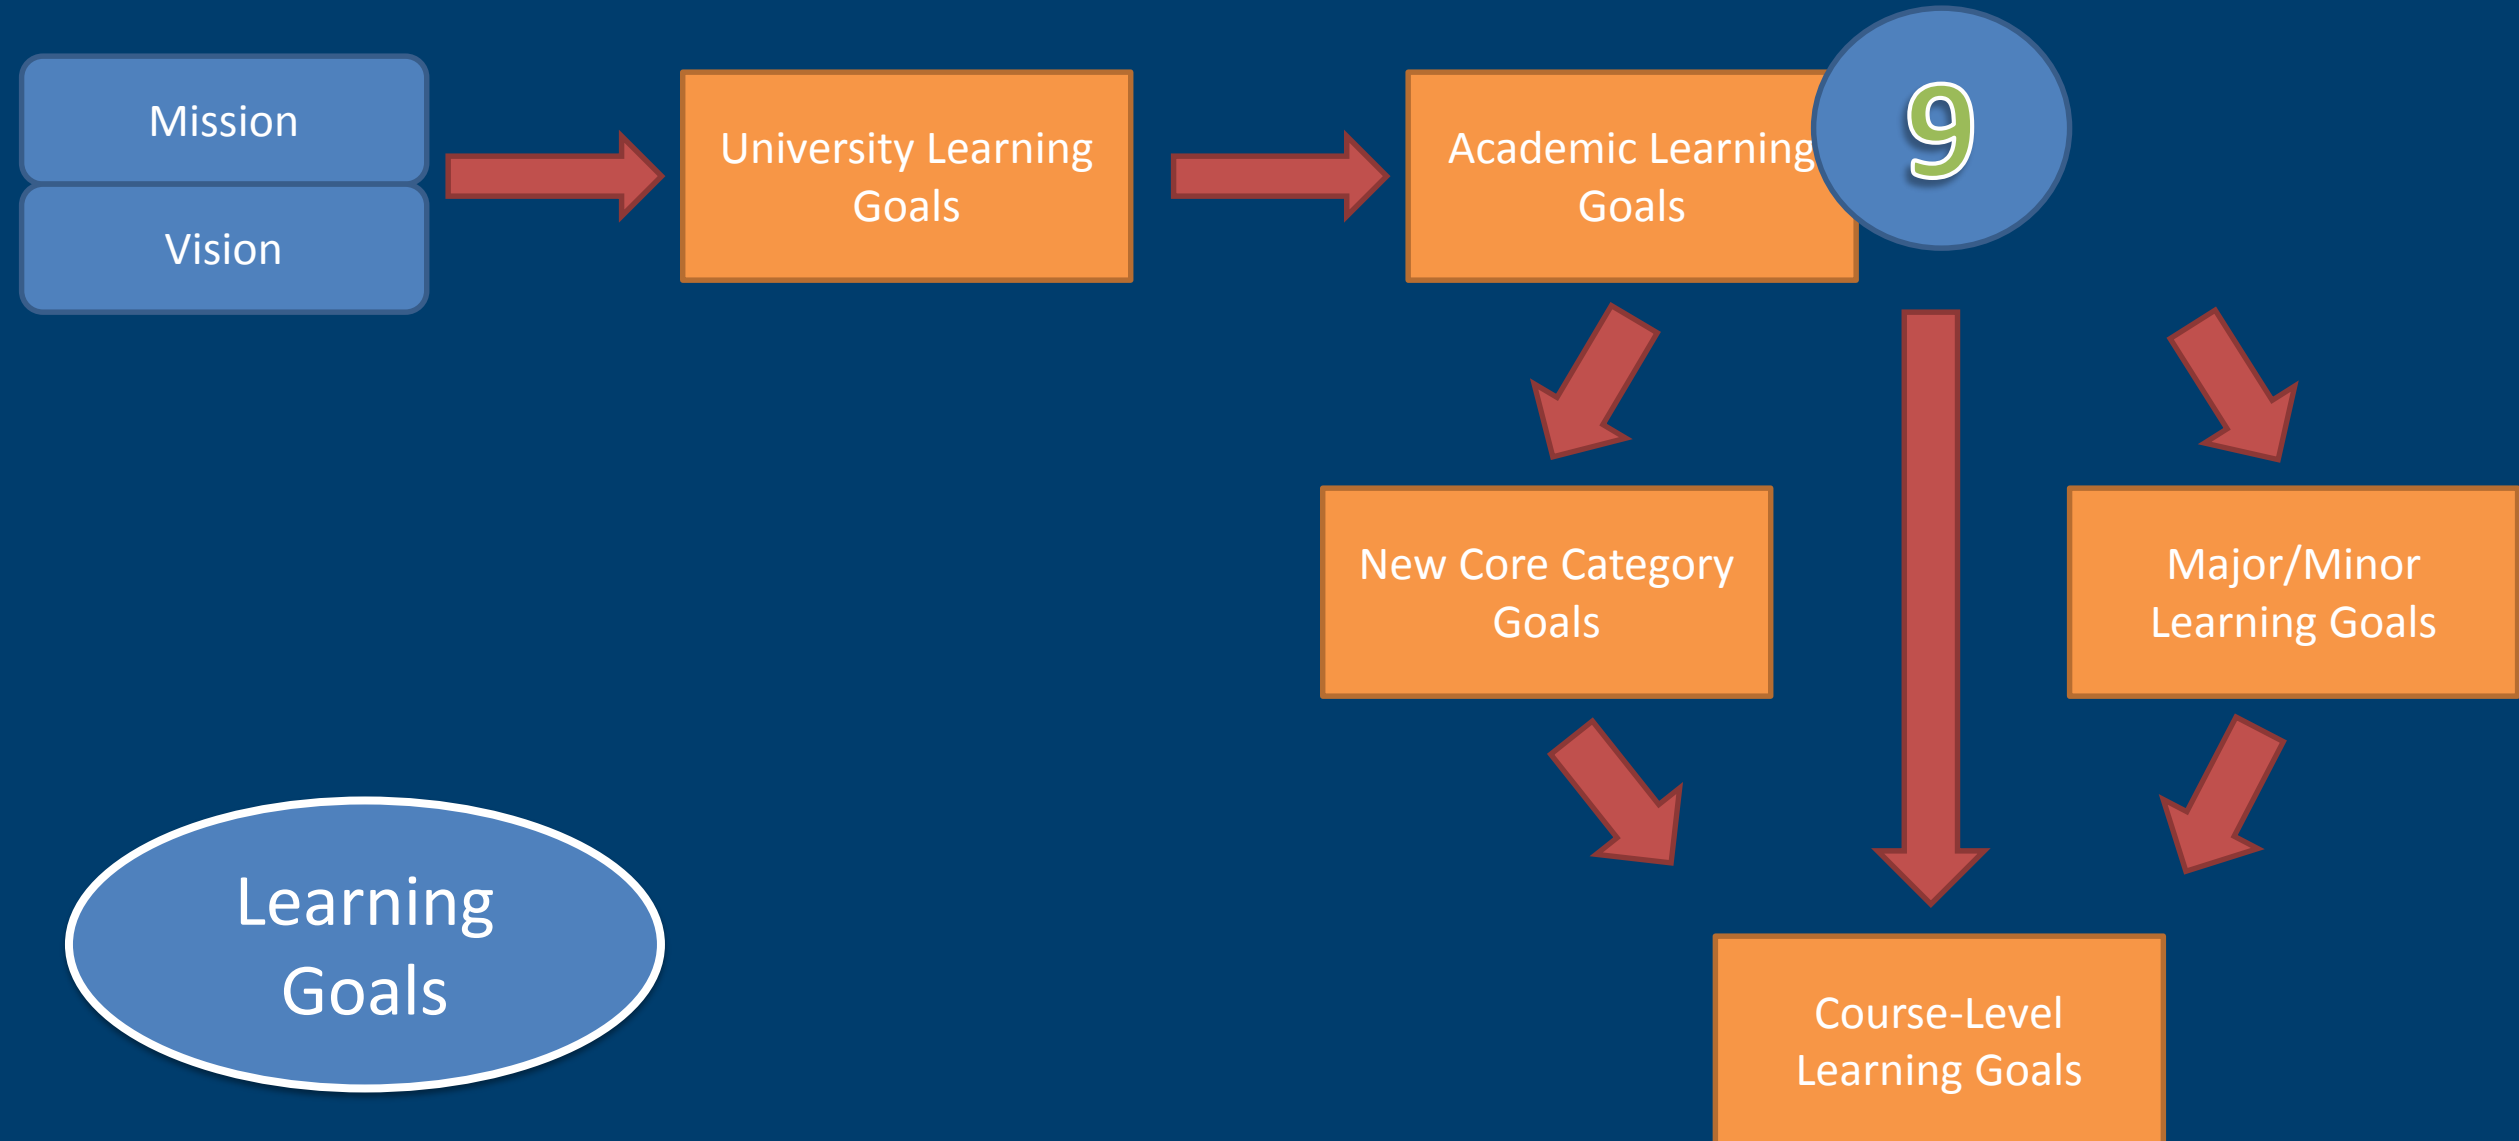 Mission
Vision
University Learning
Goals
Academic Learning
Goals
9
New Core Category
Goals
Major/Minor
Learning Goals
Learning
Goals
Course-Level
Learning Goals